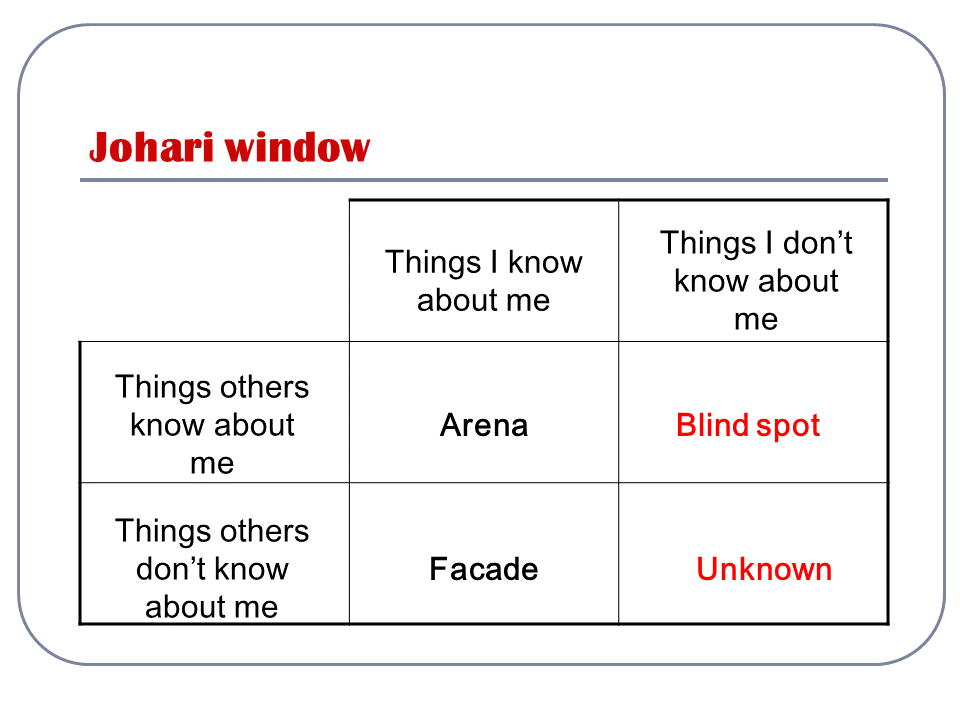 Johari window
Things I know
about me
Things I don’t
know about
me
Things others
know about
me
Arena
Blind spot
Things others
don’t know
about me
Facade
Unknown